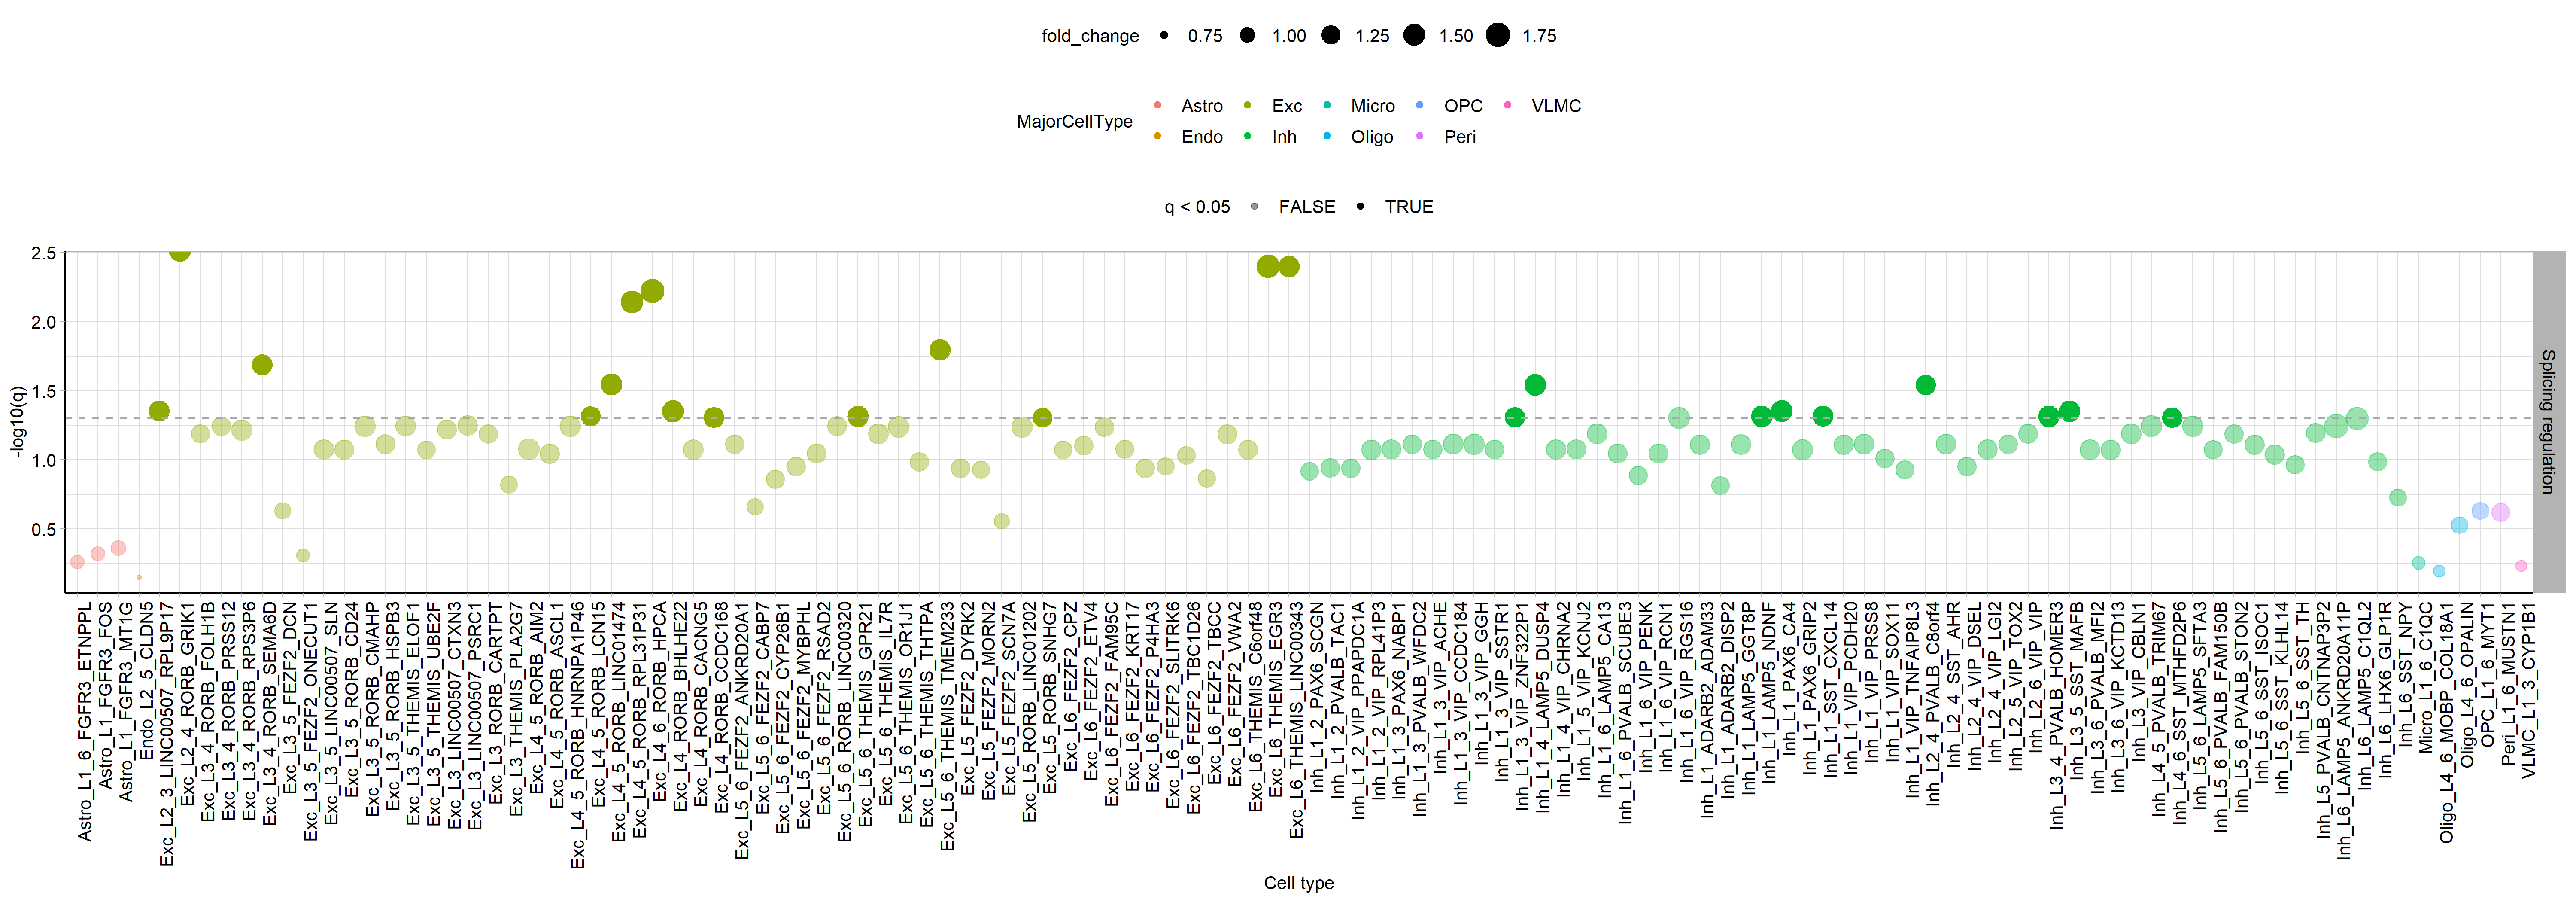 fold_change 0.75 1.00 1.25 1.50 1.75
MajorCellType
Astro Exc Micro OPC VLMC
Endo Inh Oligo Peri
q < 0.05 FALSE TRUE
-log10(q)
2.5
2.0
1.5
1.0
0.5
Splicing regulation
Astro_L1_6_FGFR3_ETNPPL
Astro_L1_FGFR3_FOS
Astro_L1_FGFR3_MT1G
Endo_L2_5_CLDN5
Exc_L2_3_LINC00507_RPL9P17
Exc_L2_4_RORB_GRIK1
Exc_L3_4_RORB_FOLH1B
Exc_L3_4_RORB_PRSS12
Exc_L3_4_RORB_RPS3P6
Exc_L3_4_RORB_SEMA6D
Exc_L3_5_FEZF2_DCN
Exc_L3_5_FEZF2_ONECUT1
Exc_L3_5_LINC00507_SLN
Exc_L3_5_RORB_CD24
Exc_L3_5_RORB_CMAHP
Exc_L3_5_RORB_HSPB3
Exc_L3_5_THEMIS_ELOF1
Exc_L3_5_THEMIS_UBE2F
Exc_L3_LINC00507_CTXN3
Exc_L3_LINC00507_PSRC1
Exc_L3_RORB_CARTPT
Exc_L3_THEMIS_PLA2G7
Exc_L4_5_RORB_AIM2
Exc_L4_5_RORB_ASCL1
Exc_L4_5_RORB_HNRNPA1P46
Exc_L4_5_RORB_LCN15
Exc_L4_5_RORB_LINC01474
Exc_L4_5_RORB_RPL31P31
Exc_L4_6_RORB_HPCA
Exc_L4_RORB_BHLHE22
Exc_L4_RORB_CACNG5
Exc_L4_RORB_CCDC168
Exc_L5_6_FEZF2_ANKRD20A1
Exc_L5_6_FEZF2_CABP7
Exc_L5_6_FEZF2_CYP26B1
Exc_L5_6_FEZF2_MYBPHL
Exc_L5_6_FEZF2_RSAD2
Exc_L5_6_RORB_LINC00320
Exc_L5_6_THEMIS_GPR21
Exc_L5_6_THEMIS_IL7R
Exc_L5_6_THEMIS_OR1J1
Exc_L5_6_THEMIS_THTPA
Exc_L5_6_THEMIS_TMEM233
Exc_L5_FEZF2_DYRK2
Exc_L5_FEZF2_MORN2
Exc_L5_FEZF2_SCN7A
Exc_L5_RORB_LINC01202
Exc_L5_RORB_SNHG7
Exc_L6_FEZF2_CPZ
Exc_L6_FEZF2_ETV4
Exc_L6_FEZF2_FAM95C
Exc_L6_FEZF2_KRT17
Exc_L6_FEZF2_P4HA3
Exc_L6_FEZF2_SLITRK6
Exc_L6_FEZF2_TBC1D26
Exc_L6_FEZF2_TBCC
Exc_L6_FEZF2_VWA2
Exc_L6_THEMIS_C6orf48
Exc_L6_THEMIS_EGR3
Exc_L6_THEMIS_LINC00343
Inh_L1_2_PAX6_SCGN
Inh_L1_2_PVALB_TAC1
Inh_L1_2_VIP_PPAPDC1A
Inh_L1_2_VIP_RPL41P3
Inh_L1_3_PAX6_NABP1
Inh_L1_3_PVALB_WFDC2
Inh_L1_3_VIP_ACHE
Inh_L1_3_VIP_CCDC184
Inh_L1_3_VIP_GGH
Inh_L1_3_VIP_SSTR1
Inh_L1_3_VIP_ZNF322P1
Inh_L1_4_LAMP5_DUSP4
Inh_L1_4_VIP_CHRNA2
Inh_L1_5_VIP_KCNJ2
Inh_L1_6_LAMP5_CA13
Inh_L1_6_PVALB_SCUBE3
Inh_L1_6_VIP_PENK
Inh_L1_6_VIP_RCN1
Inh_L1_6_VIP_RGS16
Inh_L1_ADARB2_ADAM33
Inh_L1_ADARB2_DISP2
Inh_L1_LAMP5_GGT8P
Inh_L1_LAMP5_NDNF
Inh_L1_PAX6_CA4
Inh_L1_PAX6_GRIP2
Inh_L1_SST_CXCL14
Inh_L1_VIP_PCDH20
Inh_L1_VIP_PRSS8
Inh_L1_VIP_SOX11
Inh_L1_VIP_TNFAIP8L3
Inh_L2_4_PVALB_C8orf4
Inh_L2_4_SST_AHR
Inh_L2_4_VIP_DSEL
Inh_L2_4_VIP_LGI2
Inh_L2_5_VIP_TOX2
Inh_L2_6_VIP_VIP
Inh_L3_4_PVALB_HOMER3
Inh_L3_5_SST_MAFB
Inh_L3_6_PVALB_MFI2
Inh_L3_6_VIP_KCTD13
Inh_L3_VIP_CBLN1
Inh_L4_5_PVALB_TRIM67
Inh_L4_6_SST_MTHFD2P6
Inh_L5_6_LAMP5_SFTA3
Inh_L5_6_PVALB_FAM150B
Inh_L5_6_PVALB_STON2
Inh_L5_6_SST_ISOC1
Inh_L5_6_SST_KLHL14
Inh_L5_6_SST_TH
Inh_L5_PVALB_CNTNAP3P2
Inh_L6_LAMP5_ANKRD20A11P
Inh_L6_LAMP5_C1QL2
Inh_L6_LHX6_GLP1R
Inh_L6_SST_NPY
Micro_L1_6_C1QC
Oligo_L4_6_MOBP_COL18A1
Oligo_L4_6_OPALIN
OPC_L1_6_MYT1
Peri_L1_6_MUSTN1
VLMC_L1_3_CYP1B1
Cell type